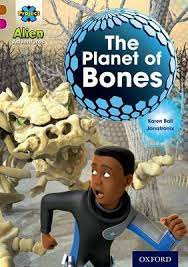 PROJECT
Alien
Adventures
The
Planet of
Bones
Karen Ball
Jonatronix
OXFORD